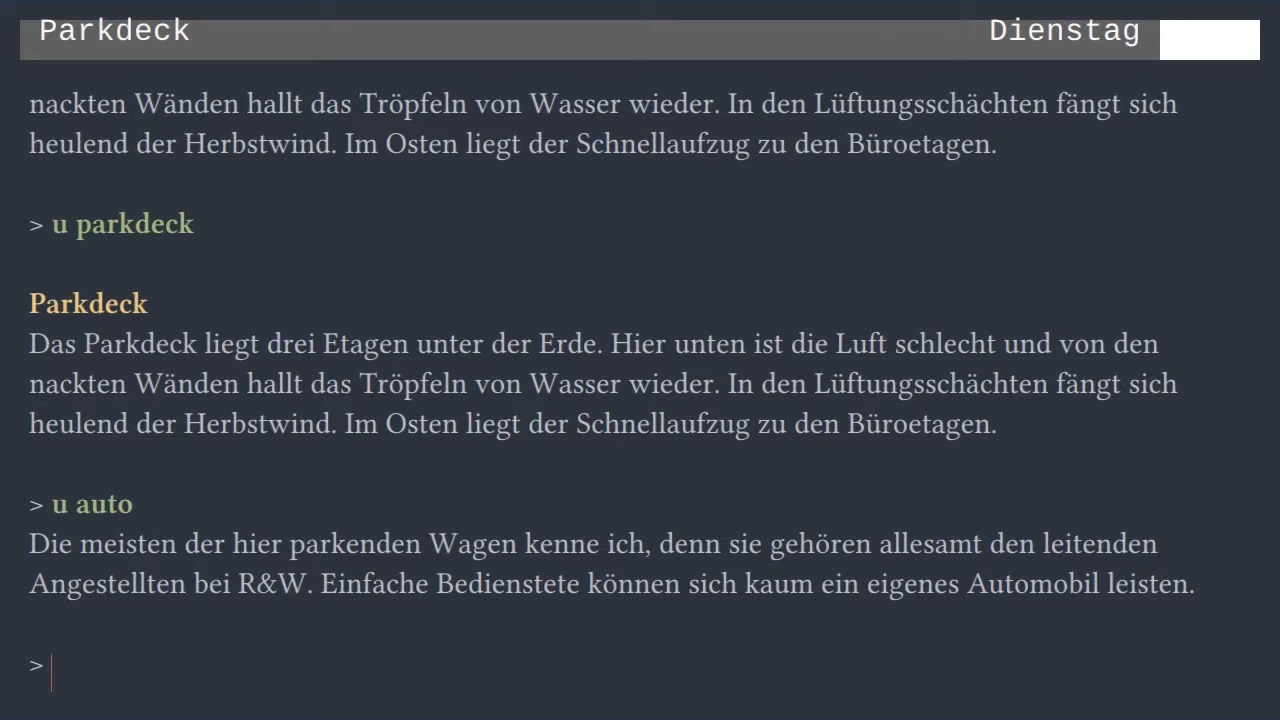 Parkdeck Dienstag
nackten Wänden hallt das Tröpfeln von Wasser wieder. In den Lüftungsschächten fängt sich
heulend der Herbstwind. Im Osten liegt der Schnellaufzug zu den Büroetagen.
> u parkdeck
Parkdeck
Das Parkdeck liegt drei Etagen unter der Erde. Hier unten ist die Luft schlecht und von den
nackten Wänden hallt das Tröpfeln von Wasser wieder. In den Lüftungsschächten fängt sich
heulend der Herbstwind. Im Osten liegt der Schnellaufzug zu den Büroetagen.
> u auto
Die meisten der hier parkenden Wagen kenne ich, denn sie gehören allesamt den leitenden
Angestellten bei R&W. Einfache Bedienstete können sich kaum ein eigenes Automobil leisten.
>